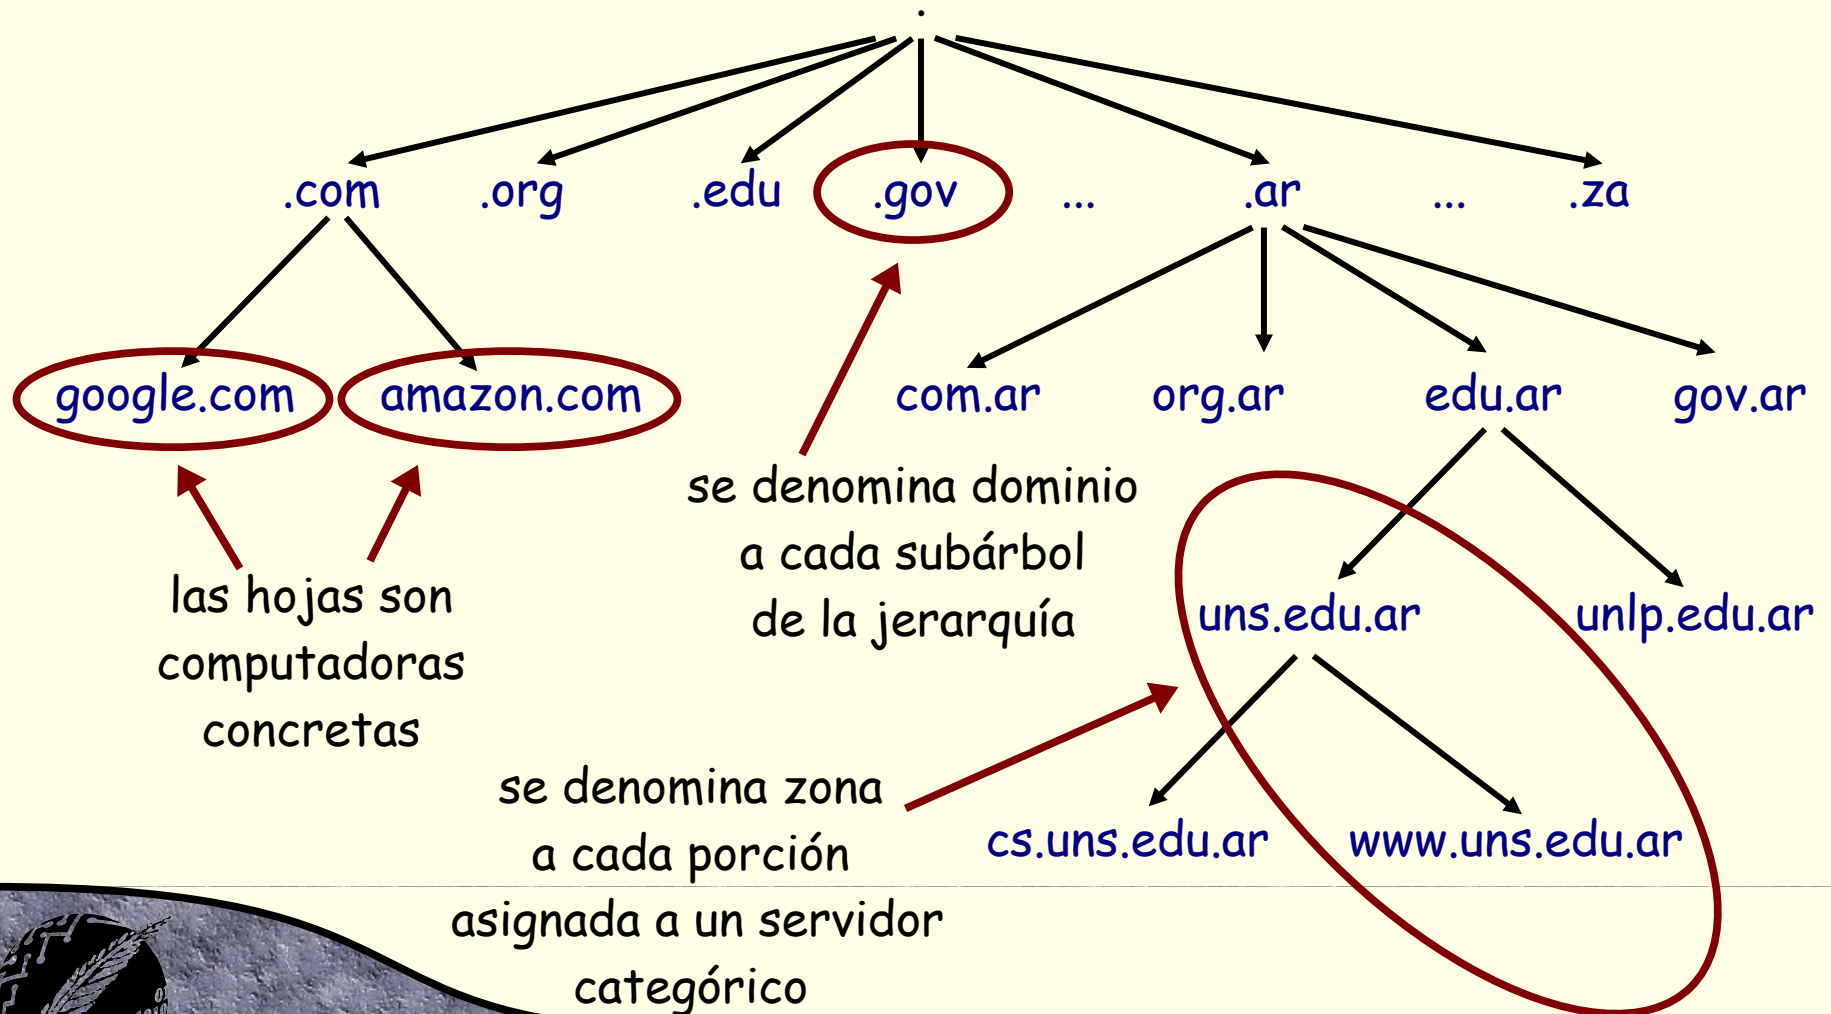 .
.com .org .edu .gov ... .ar ... .za
google.com amazon.com com.ar org.ar edu.ar gov.ar
se denomina dominio
a cada subárbol
de la jerarquía
las hojas son
computadoras
concretas
uns.edu.ar unlp.edu.ar
se denomina zona
a cada porción
asignada a un servidor
categórico
cs.uns.edu.ar www.uns.edu.ar